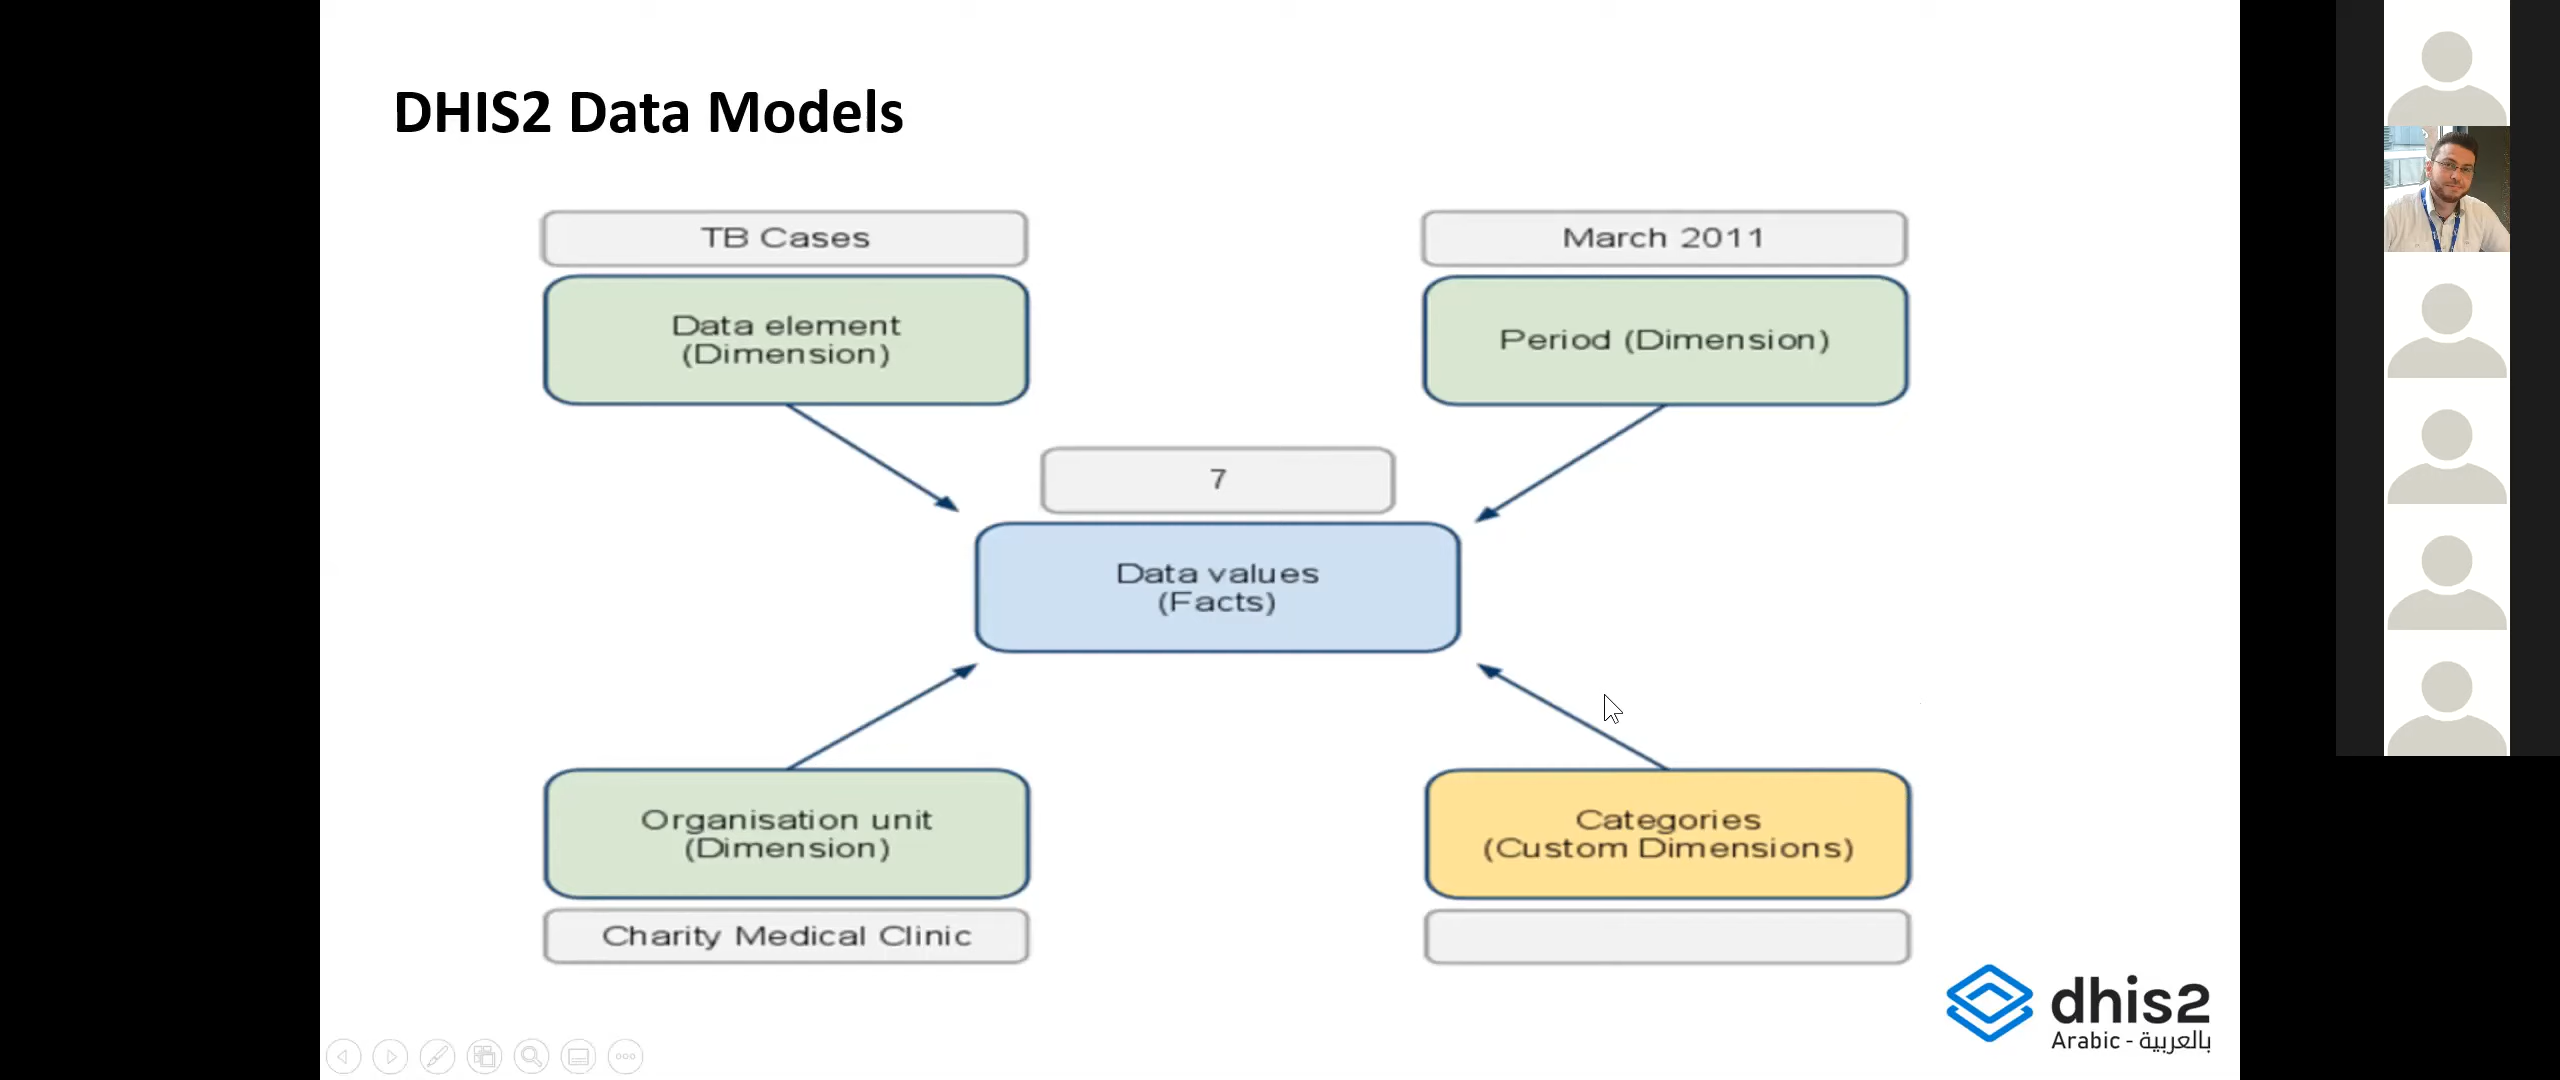 DHIS2 Data Models
TB Cases
Data element
(Dimension)
March 2011
Period (Dimension)
7
Data values
(Facts)
Organisation unit
(Dimension)
Charity Medical Clinic
Categories
(Custom Dimensions)
dhis2
Arabic - بالعربية